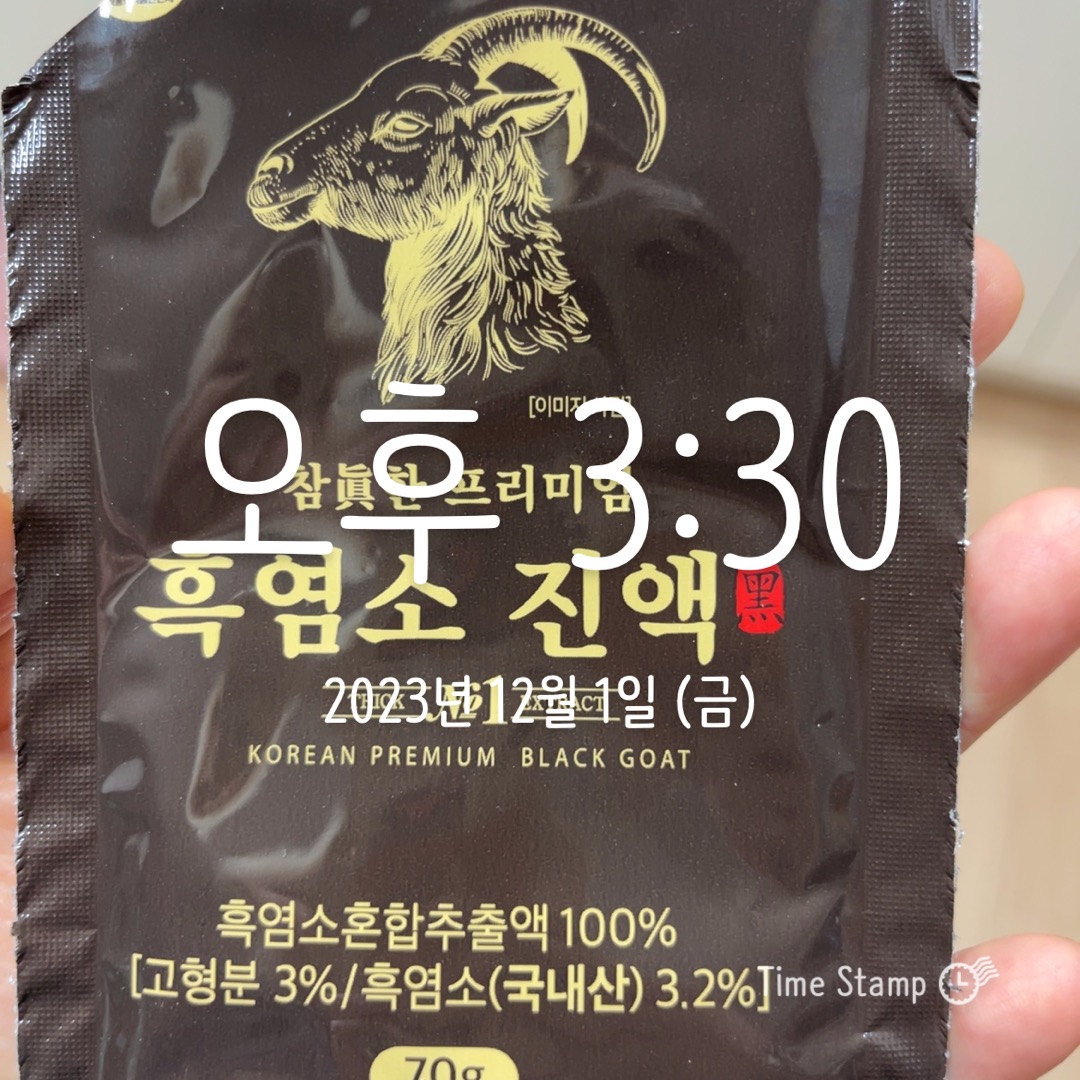 [이미지 사진]
오후 3:30
참眞한 프리미엄
흑염소 진액 黑
THICK №1 EXTRACT
2023년 12월 1일 (금)
KOREAN PREMIUM BLACK GOAT
흑염소혼합추출액 100%
[고형분 3%/흑염소(국내산) 3.2%]
Time Stamp
70g